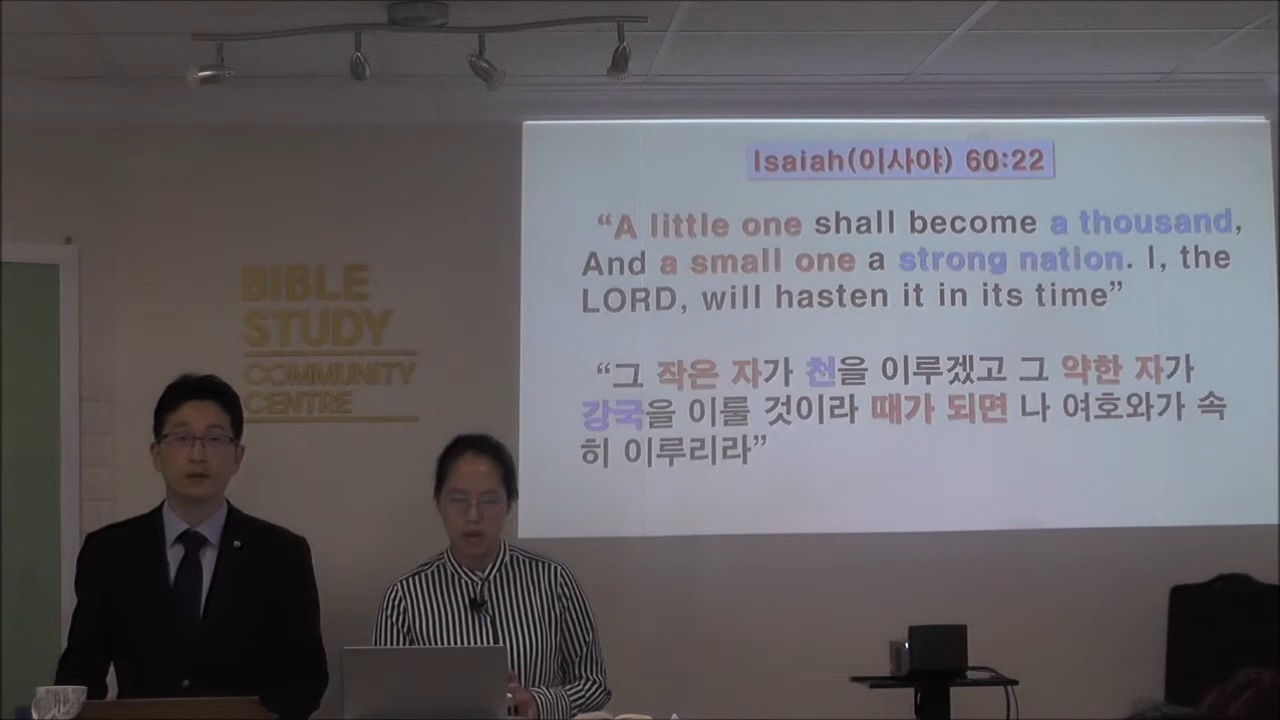 BIBLE
STUDY
COMMUNITY
CENTRE
Isaiah(이사야) 60:22
“A little one shall become a thousand,
And a small one a strong nation. I, the
LORD, will hasten it in its time”
“그 작은 자가 천을 이루겠고 그 약한 자가
강국을 이룰 것이라 때가 되면 나 여호와가 속
히 이루리라”